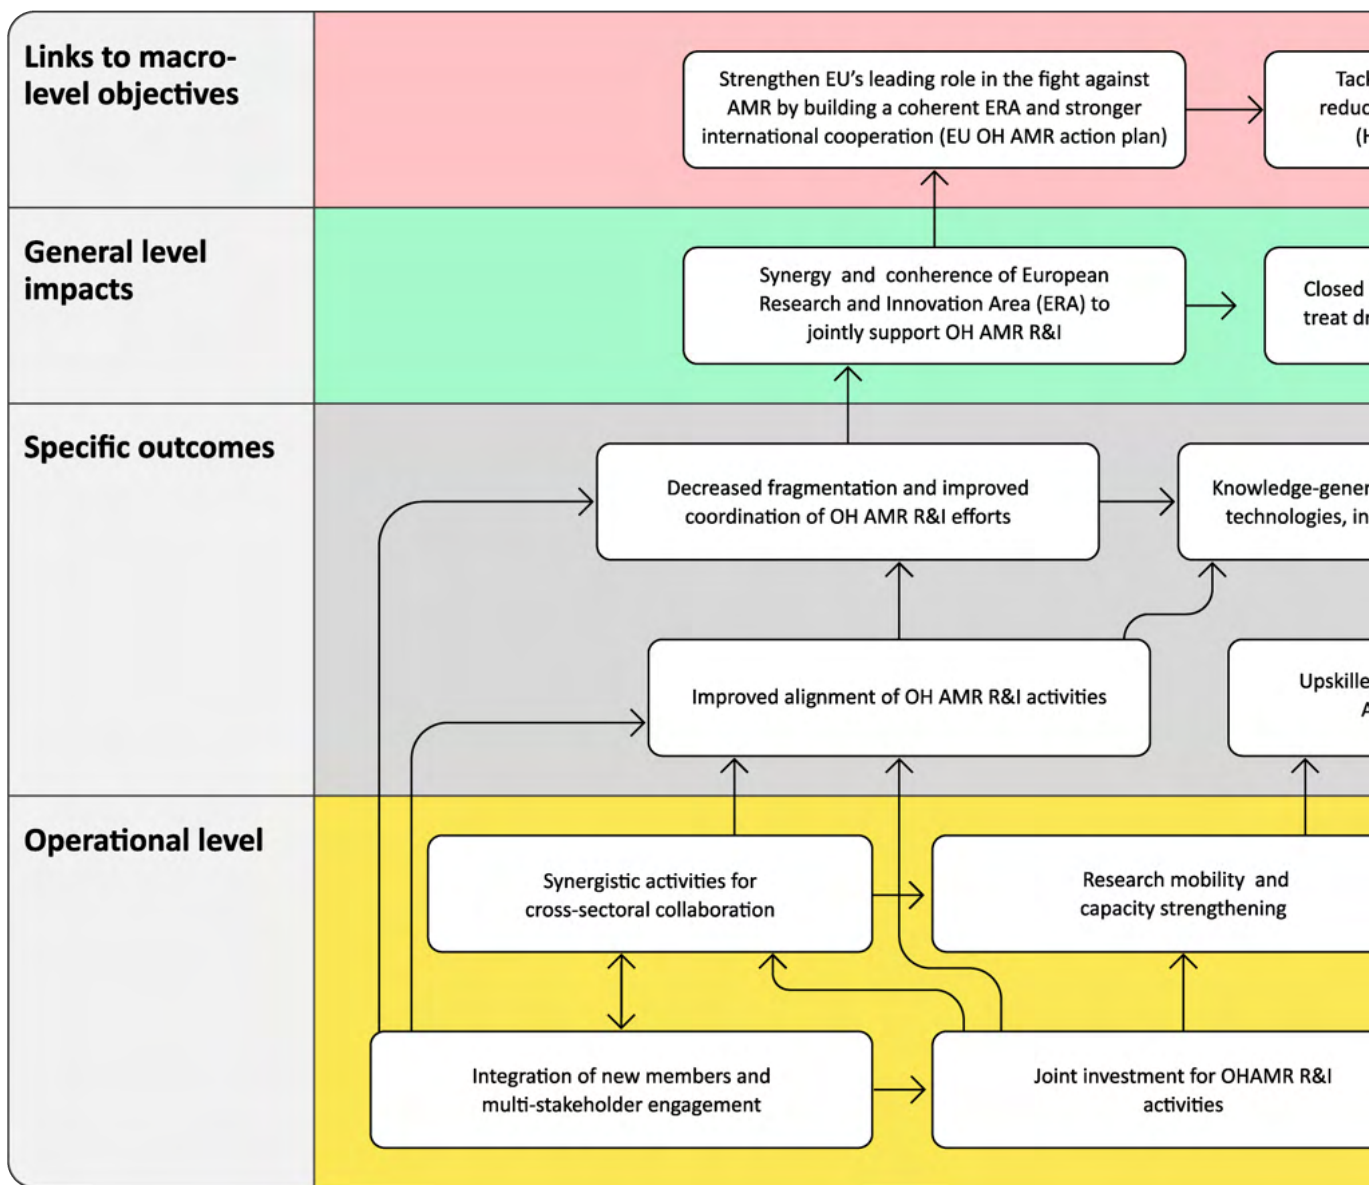 Links to macro-
level objectives
Strengthen EU's leading role in the fight against
AMR by building a coherent ERA and stronger
international cooperation (EU OH AMR action plan)
General level
impacts
Synergy and conherence of European
Research and Innovation Area (ERA) to
jointly support OH AMR R&I
Closed
treat
Specific outcomes
Decreased fragmentation and improved
coordination of OH AMR R&I efforts
technologies,
Improved alignment of OH AMR R&I activities
Operational level
Synergistic activities for
cross-sectoral collaboration
Research mobility and
capacity strengthening
Integration of new members and
multi-stakeholder engagement
Joint investment for OHAMR R&I
activities